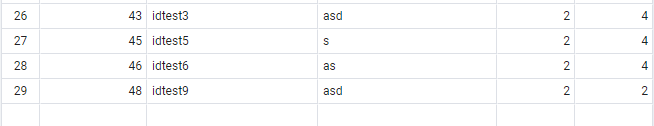 26 43 idtest3 asd 2 4
27 45 idtest5 s 2 4
28 46 idtest6 as 2 4
29 48 idtest9 asd 2 2